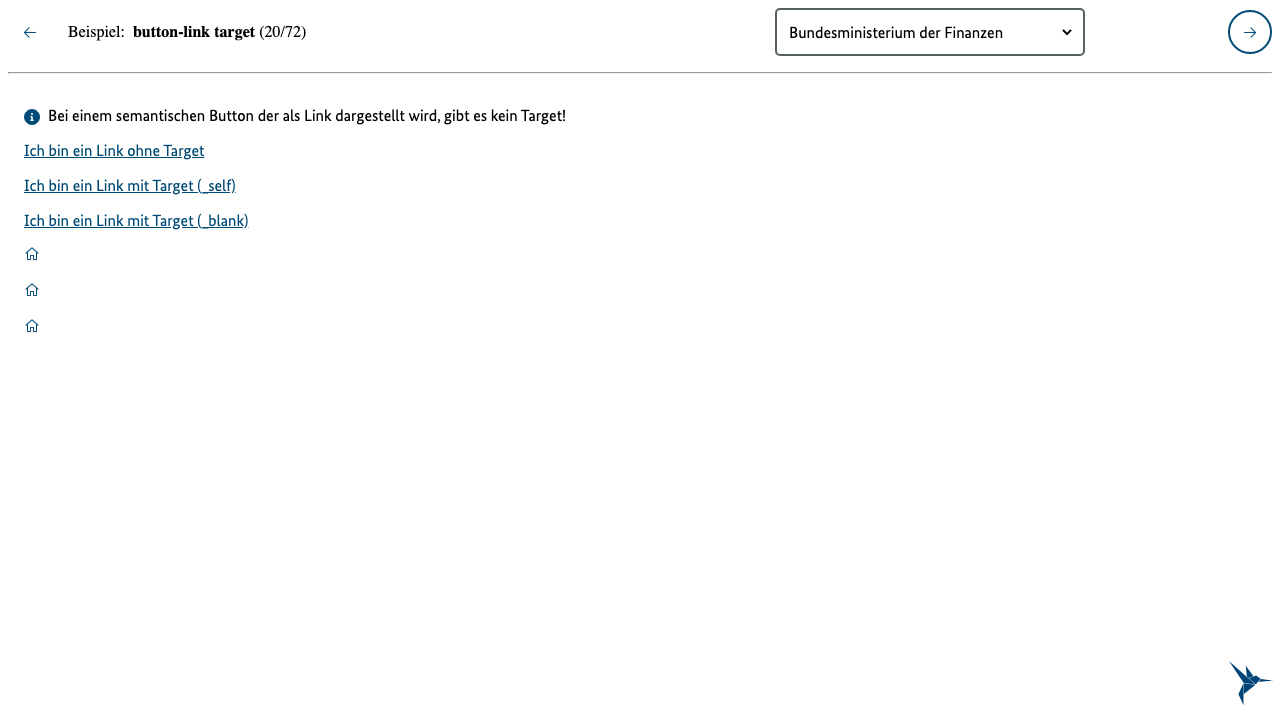 Beispiel: button-link target (20/72)
Bundesministerium der Finanzen
Bei einem semantischen Button der als Link dargestellt wird, gibt es kein Target!
Ich bin ein Link ohne Target
Ich bin ein Link mit Target (_self)
Ich bin ein Link mit Target (_blank)